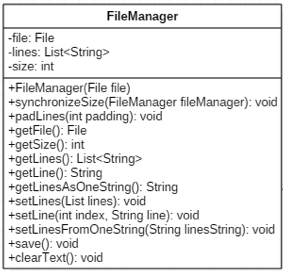 FileManager
-file: File
-lines: List<String>
-size: int
+FileManager(File file)
+synchronizeSize(FileManager fileManager): void
+padLines(int padding): void
+getFile(): File
+getSize(): int
+getLines(): List<String>
+getLine(): String
+getLinesAsOneString(): String
+setLines(List lines): void
+setLine(int index, String line): void
+setLinesFromOneString(String linesString): void
+save(): void
+clearText(): void